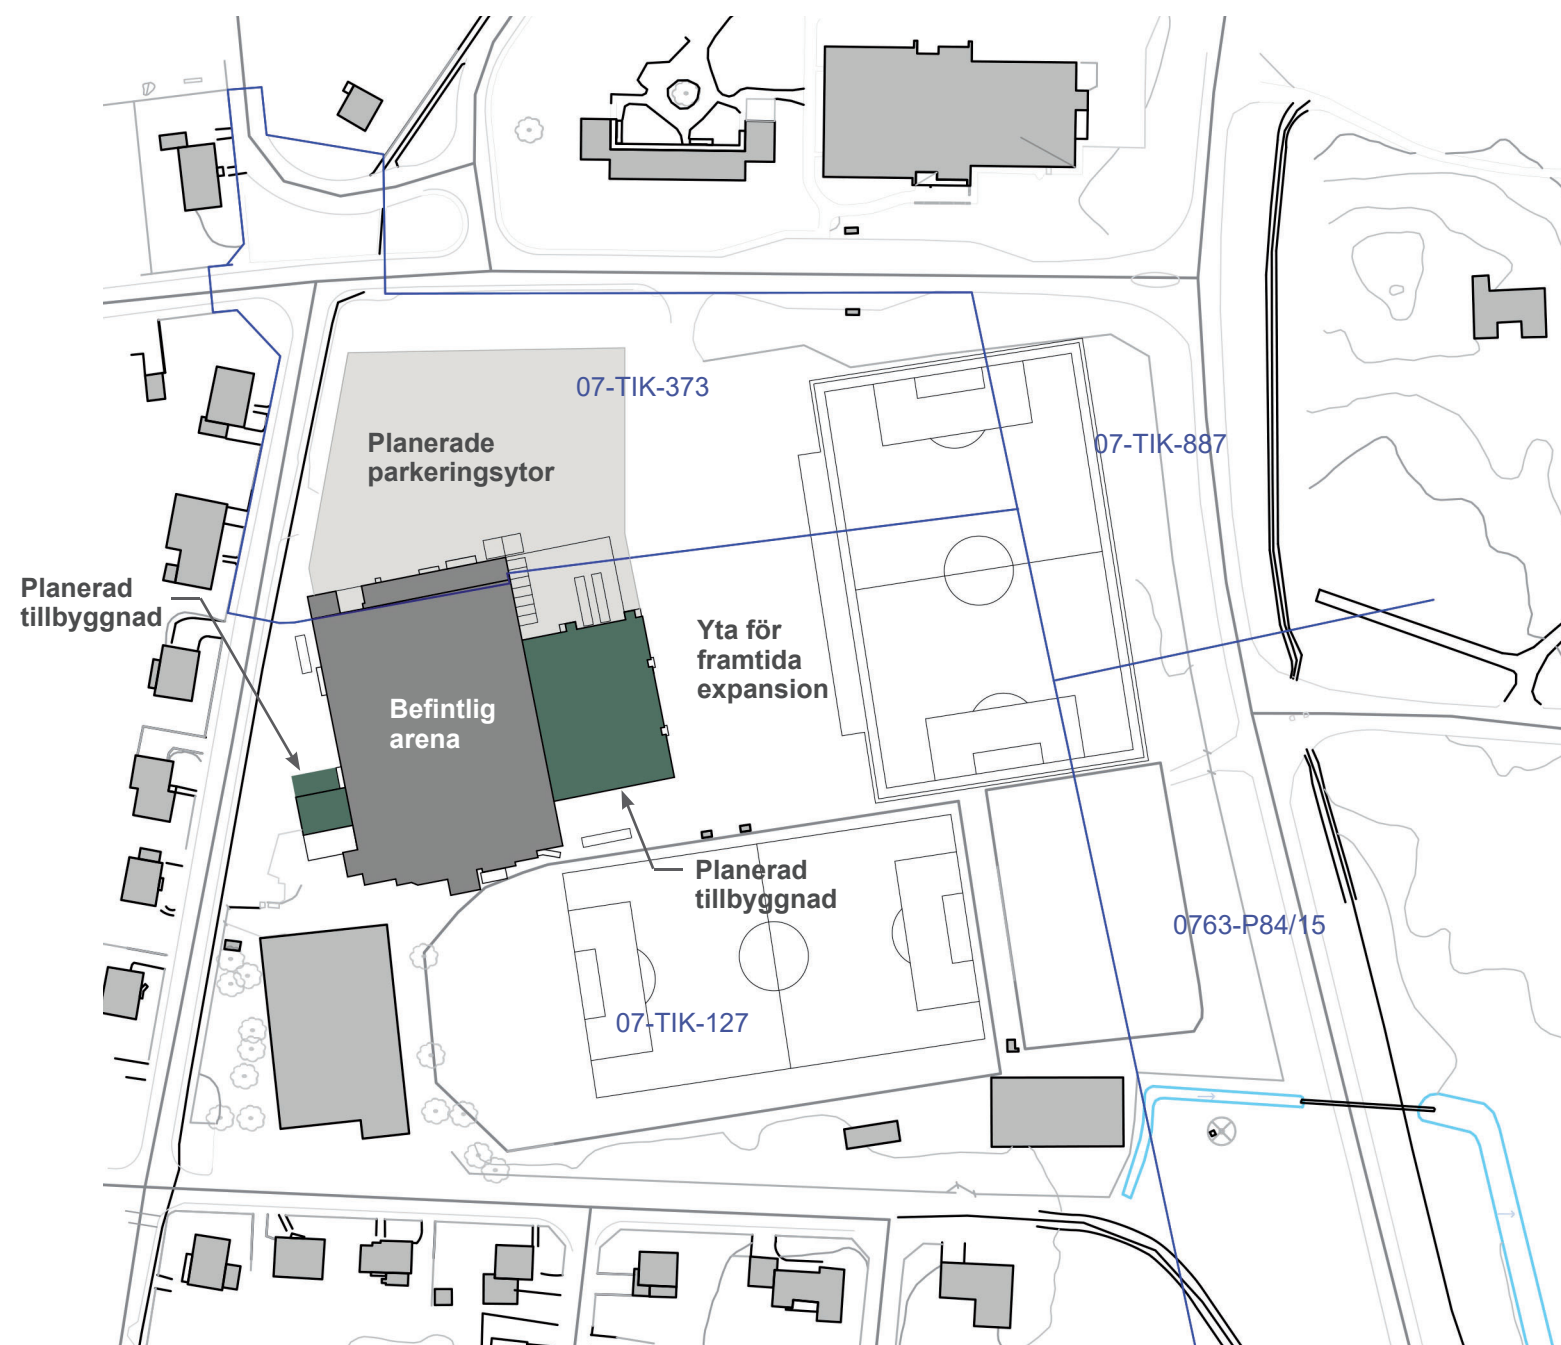 07-TIK-373
Planerade
parkeringsytor
07-TIK-887
Planerad
tillbyggnad
Yta för
framtida
expansion
Befintlig
arena
Planerad
tillbyggnad
0763-P84/15
07-TIK-127